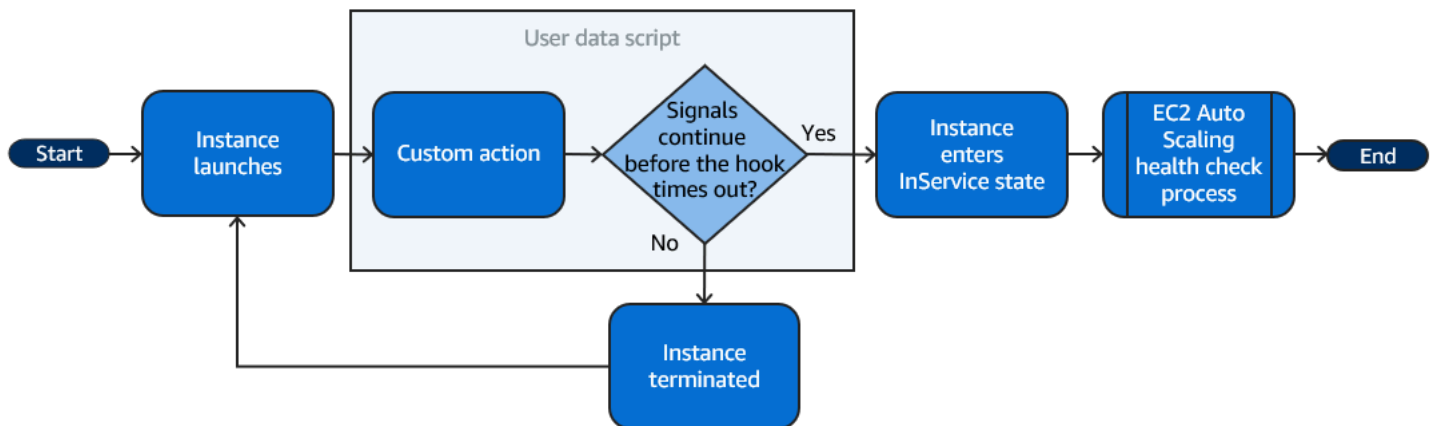 User data script
Start
Instance
launches
Custom action
Signals
continue
before the hook
times out?
Yes
No
Instance
enters
InService state
EC2 Auto
Scaling
health check
process
End
Instance
terminated